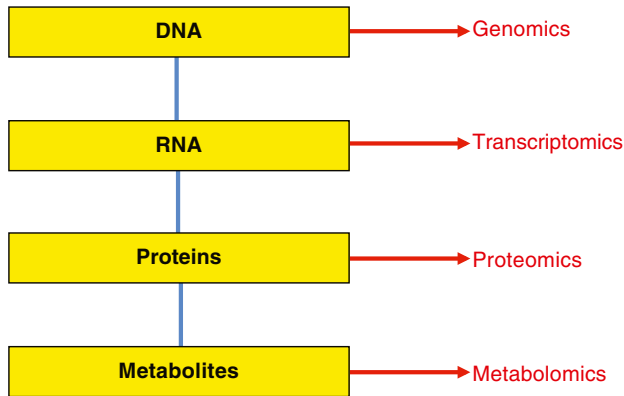 DNA
Genomics
RNA
Transcriptomics
Proteins
Proteomics
Metabolites
Metabolomics